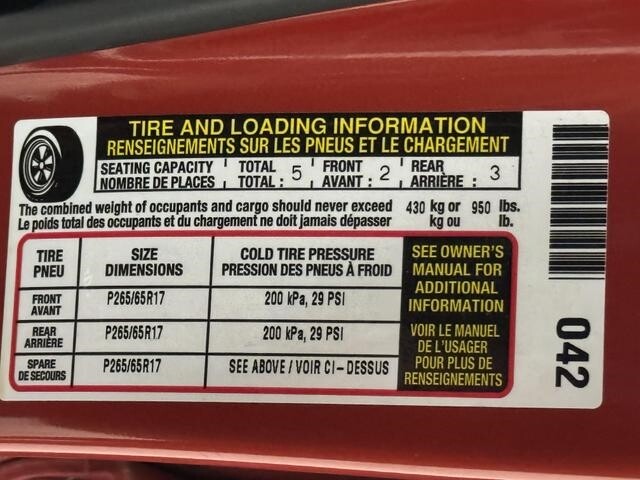 TIRE AND LOADING INFORMATION
RENSEIGNEMENTS SUR LES PNEUS ET LE CHARGEMENT
SEATING CAPACITY TOTAL FRONT REAR
NOMBRE DE PLACES TOTAL : 5 AVANT : 2 ARRIÈRE : 3
The combined weight of occupants and cargo should never exceed 430 kg or 950 lbs.
Le poids total des occupants et du chargement ne doit jamais dépasser kg ou lb.
TIRE SIZE COLD TIRE PRESSURE
PNEU DIMENSIONS PRESSION DES PNEUS À FROID
FRONT P265/65R17 200 kPa, 29 PSI
AVANT
REAR P265/65R17 200 kPa, 29 PSI
ARRIÈRE
SPARE P265/65R17 SEE ABOVE / VOIR CI-DESSUS
DE SECOURS
SEE OWNER'S
MANUAL FOR
ADDITIONAL
INFORMATION
VOIR LE MANUEL
DE L'USAGER
POUR PLUS DE
RENSEIGNEMENTS
042